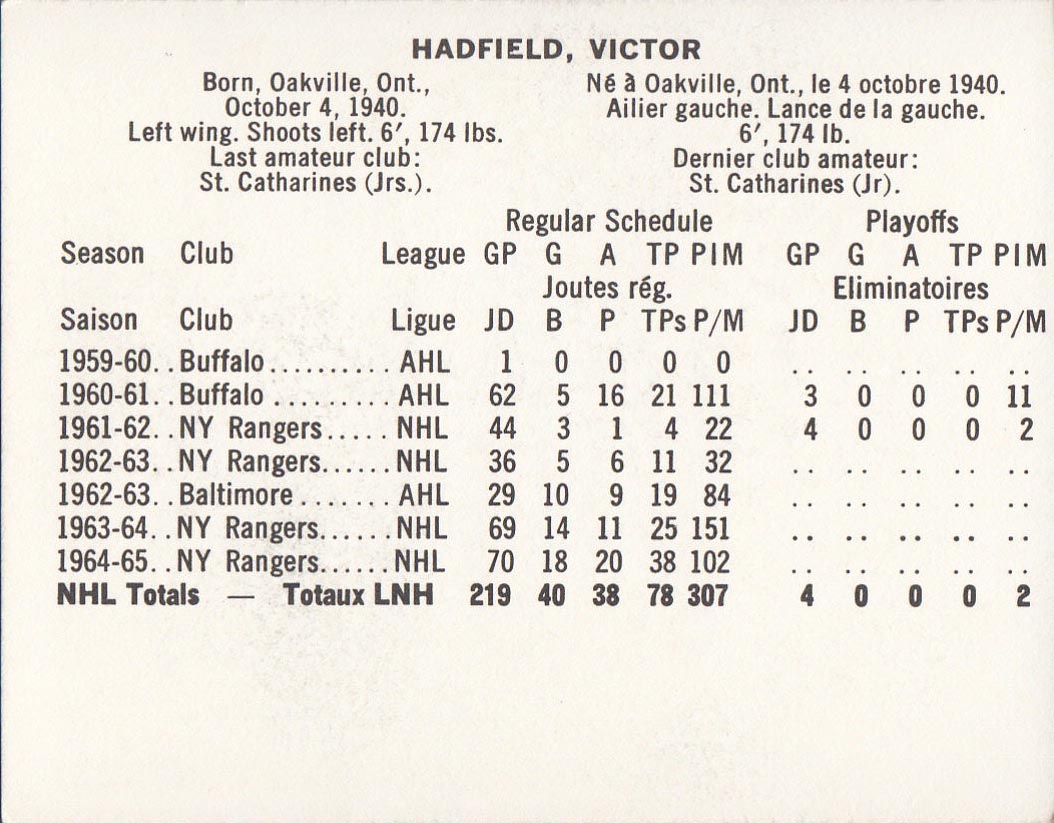 HADFIELD, VICTOR
Born, Oakville, Ont.,
October 4, 1940.
Left wing. Shoots left. 6′, 174 lbs.
Last amateur club:
St. Catharines (Jrs.).
Né à Oakville, Ont., le 4 octobre 1940.
Ailier gauche. Lance de la gauche.
6′, 174 lb.
Dernier club amateur:
St. Catharines (Jr).
Regular Schedule Playoffs
Season Club League GP G A TP PIM GP G A TP PIM
Joutes rég. Eliminatoires
Saison Club Ligue JD B P TPs P/M JD B P TPs P/M
1959-60. . Buffalo . . . . . . . . . . AHL 1 0 0 0 0 . . . . . . . . . .
1960-61. . Buffalo . . . . . . . . . AHL 62 5 16 21 111 3 0 0 0 11
1961-62. . NY Rangers . . . . . NHL 44 3 1 4 22 4 0 0 0 2
1962-63. . NY Rangers . . . . . . NHL 36 5 6 11 32 . . . . . . . . . .
1962-63. . Baltimore . . . . . . . AHL 29 10 9 19 84 . . . . . . . . . .
1963-64. . NY Rangers . . . . . . NHL 69 14 11 25 151 . . . . . . . . . .
1964-65. . NY Rangers . . . . . . NHL 70 18 20 38 102 . . . . . . . . . .
NHL Totals — Totaux LNH 219 40 38 78 307 4 0 0 0 2